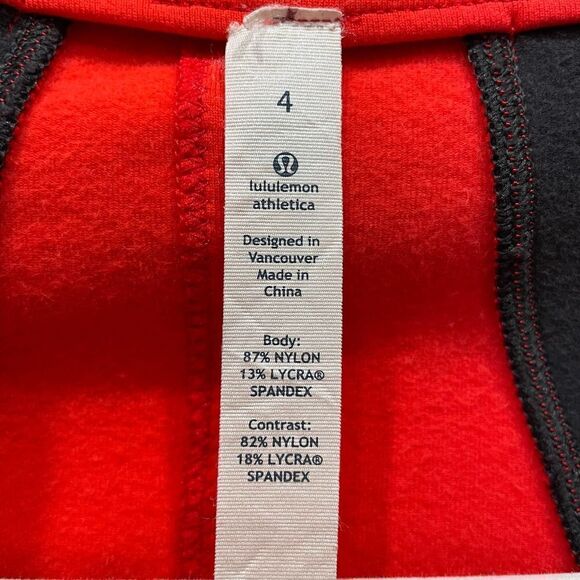 4
lululemon
athletica
Designed in
Vancouver
Made in
China
Body:
87% NYLON
13% LYCRA®
SPANDEX
Contrast:
82% NYLON
18% LYCRA®
SPANDEX